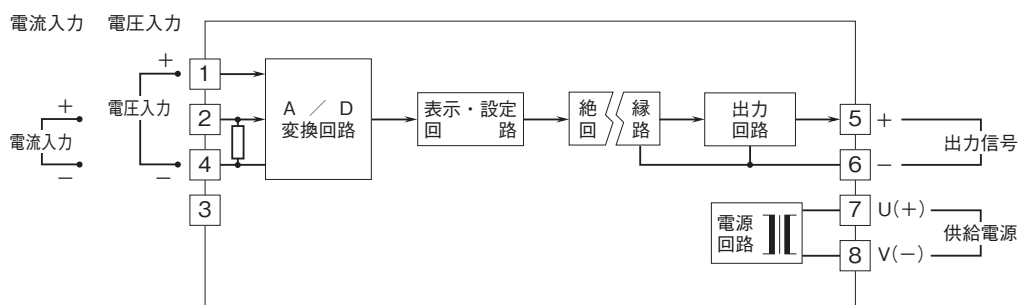 電流入力 電圧入力
+
1
電圧入力
2
+
電流入力
−
−
4
3
A / D
変換回路
表示・設定
回 路
絶 縁
回 路
出力
回路
5 +
出力信号
6 −
電源
回路
7 U(+)
供給電源
8 V(−)